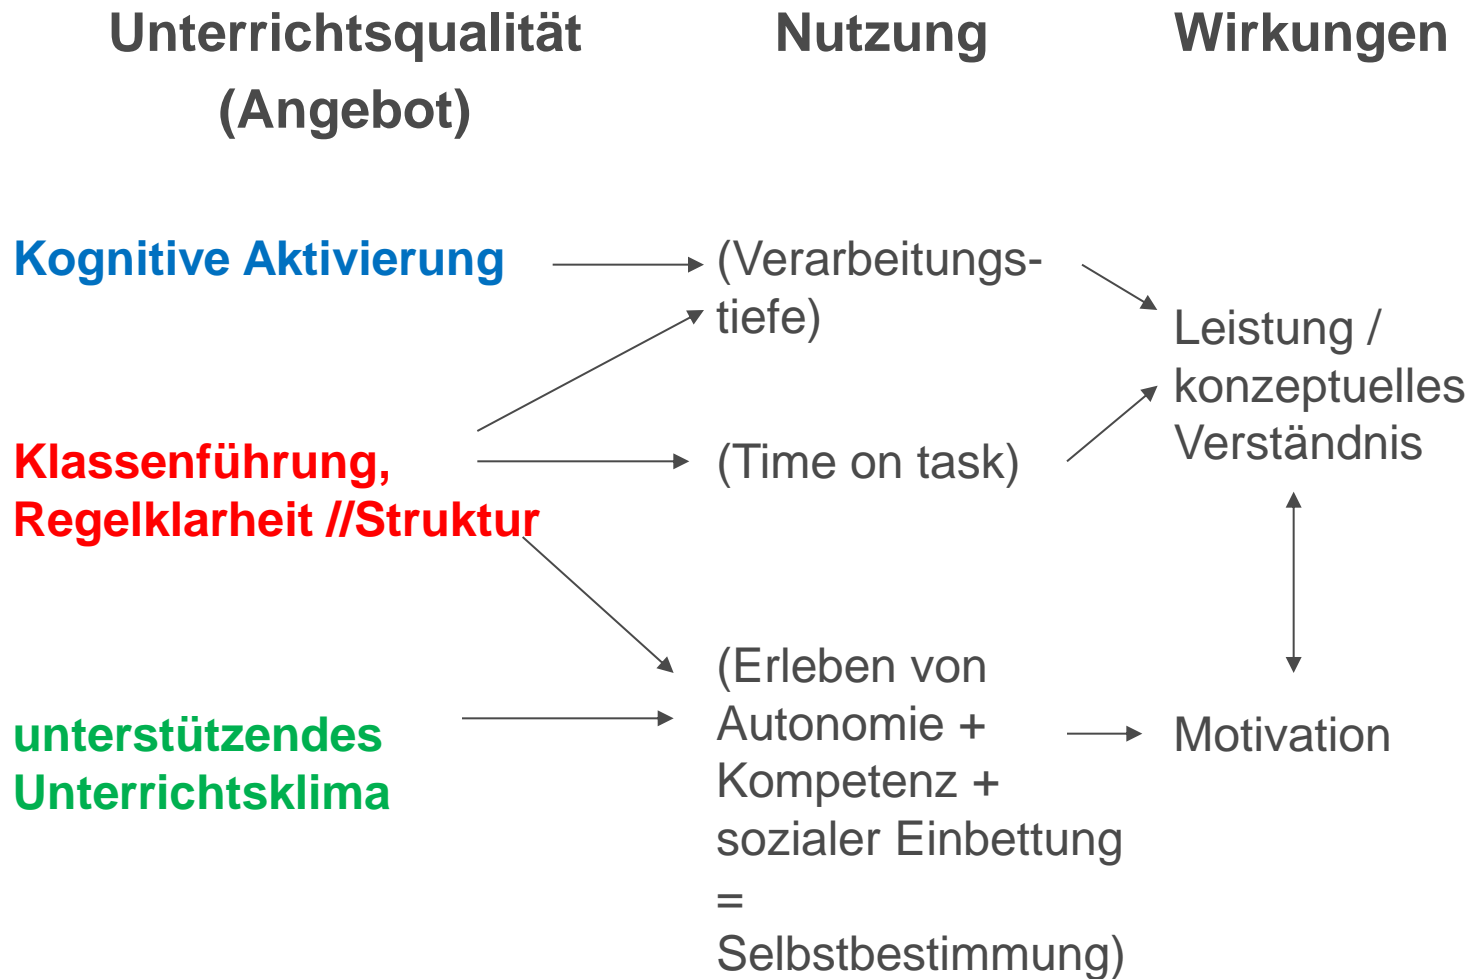 Unterrichtsqualität
(Angebot)
Nutzung
Wirkungen
Kognitive Aktivierung
(Verarbeitungs-
tiefe)
Leistung /
konzeptuelles
Verständnis
Klassenführung,
Regelklarheit //Struktur
(Time on task)
unterstützendes
Unterrichtsklima
(Erleben von
Autonomie +
Kompetenz +
sozialer Einbettung
=
Selbstbestimmung)
Motivation